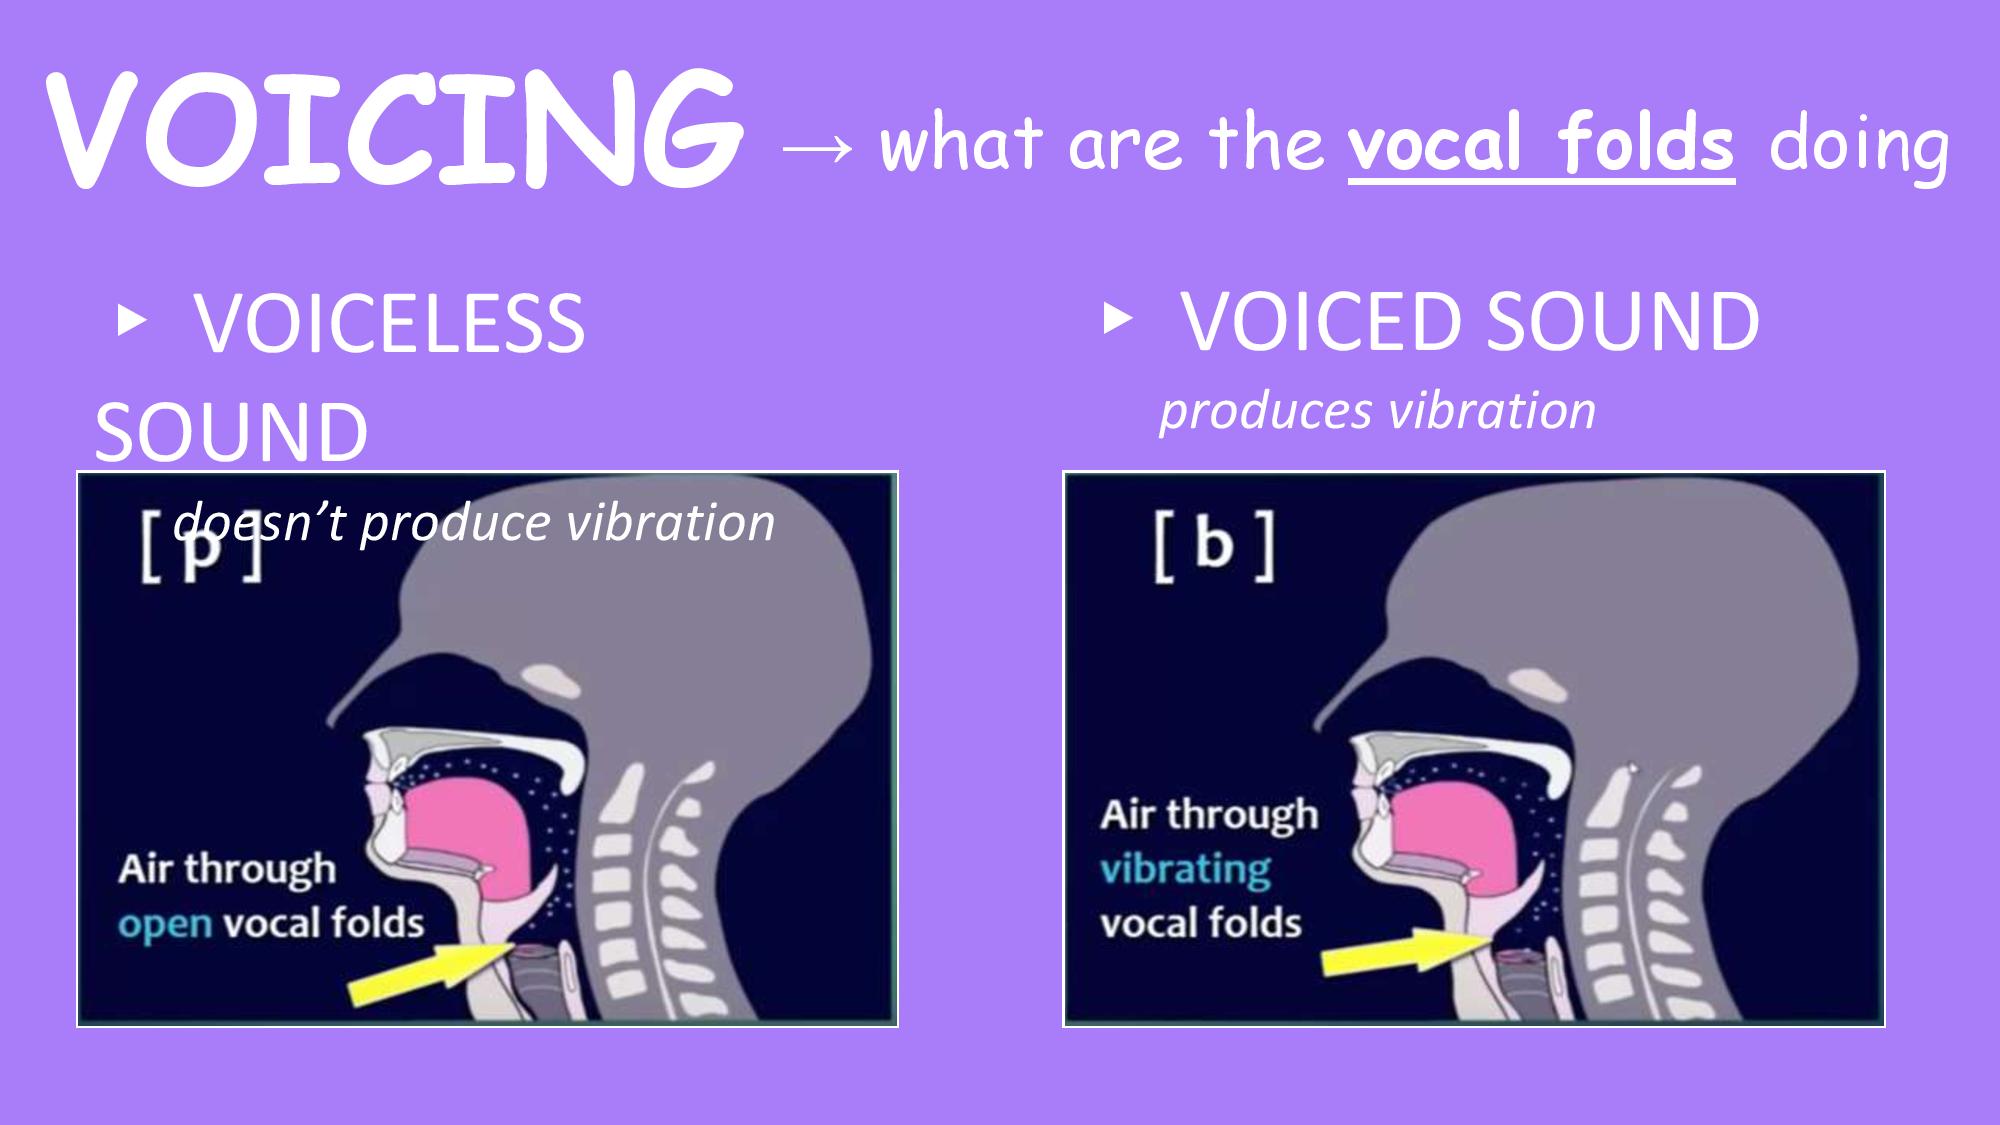 VOICING → what are the vocal folds doing
▸ VOICELESS
SOUND
doesn’t produce vibration
[ p ]
Air through
open vocal folds
▸ VOICED SOUND
produces vibration
[ b ]
Air through
vibrating
vocal folds